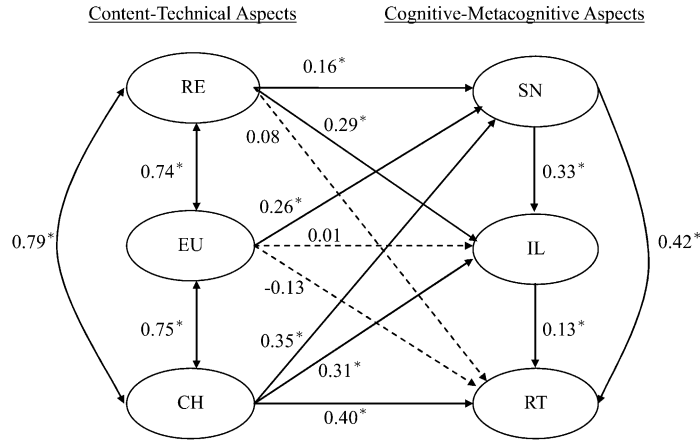 Content-Technical Aspects Cognitive-Metacognitive Aspects
0.16*
RE SN
0.08 0.29*
0.74* 0.33*
0.26*
0.79* EU 0.01 IL 0.42*
-0.13
0.75* 0.35* 0.13*
0.31*
CH RT
0.40*